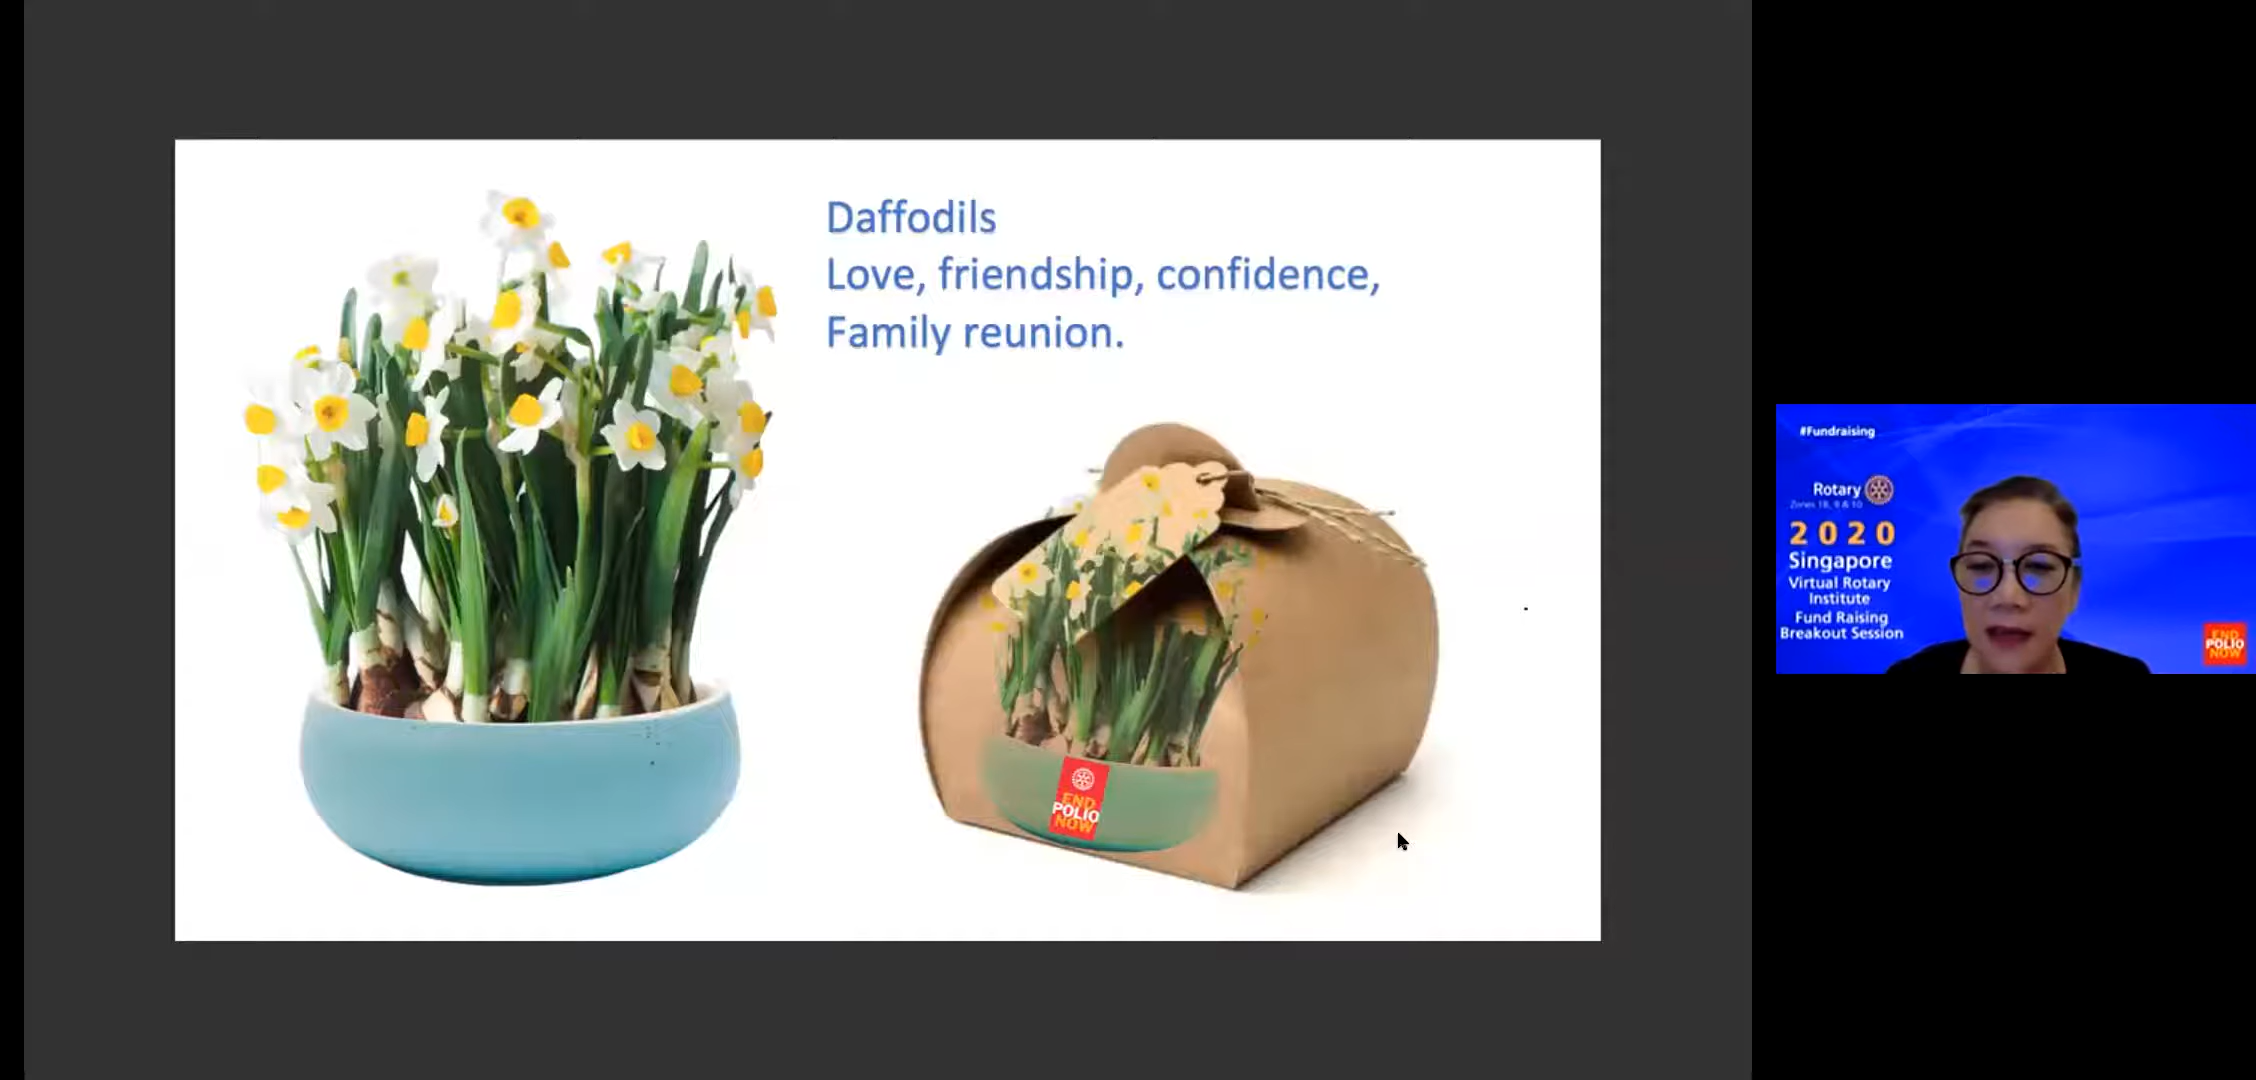 Daffodils
Love, friendship, confidence,
Family reunion.
END
POLIO
NOW
#Fundraising
Rotary
Zones 1B, 9 & 10
2020
Singapore
Virtual Rotary
Institute
Fund Raising
Breakout Session
END
POLIO
NOW